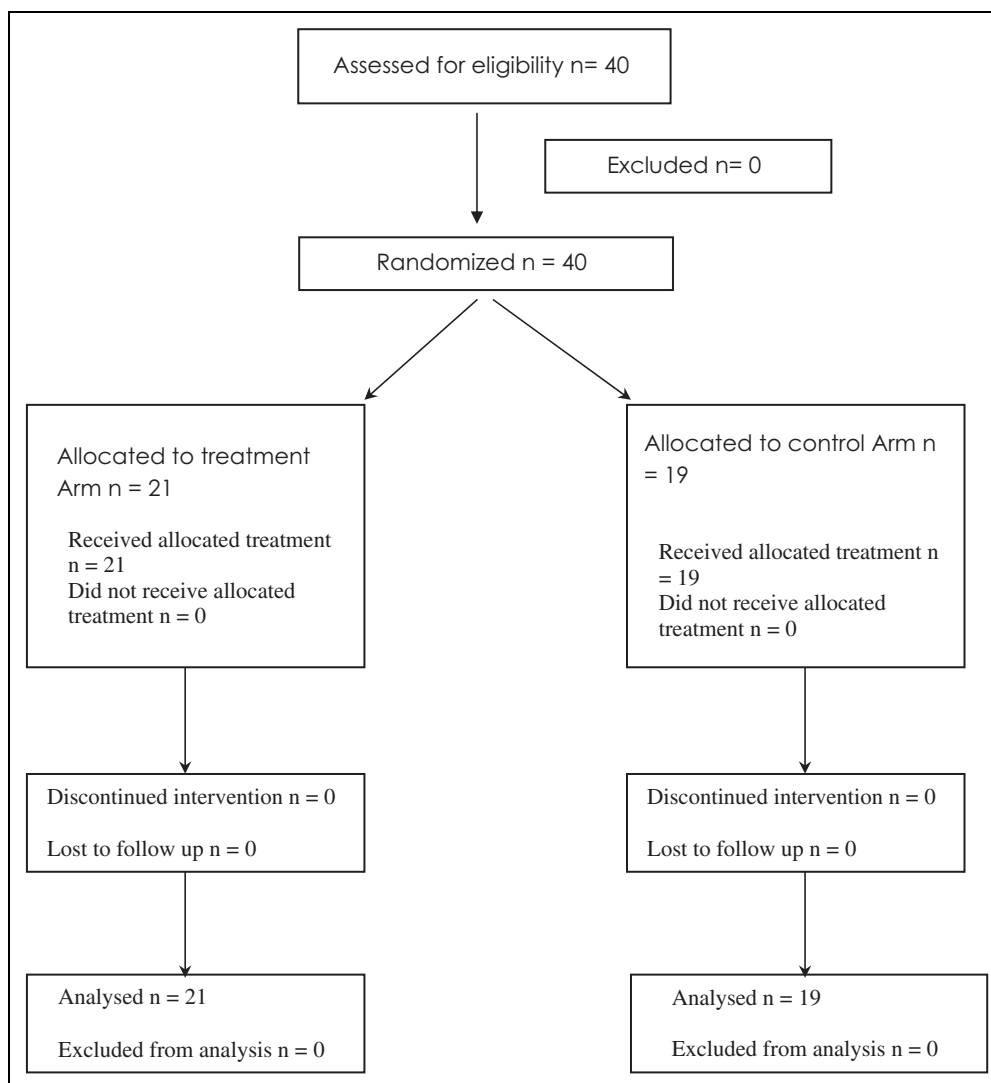 Assessed for eligibility n= 40
Excluded n= 0
Randomized n = 40
Allocated to treatment
Arm n = 21
Received allocated treatment
n = 21
Did not receive allocated
treatment n = 0
Allocated to control Arm n
= 19
Received allocated treatment n
= 19
Did not receive allocated
treatment n = 0
Discontinued intervention n = 0
Lost to follow up n = 0
Discontinued intervention n = 0
Lost to follow up n = 0
Analysed n = 21
Excluded from analysis n = 0
Analysed n = 19
Excluded from analysis n = 0